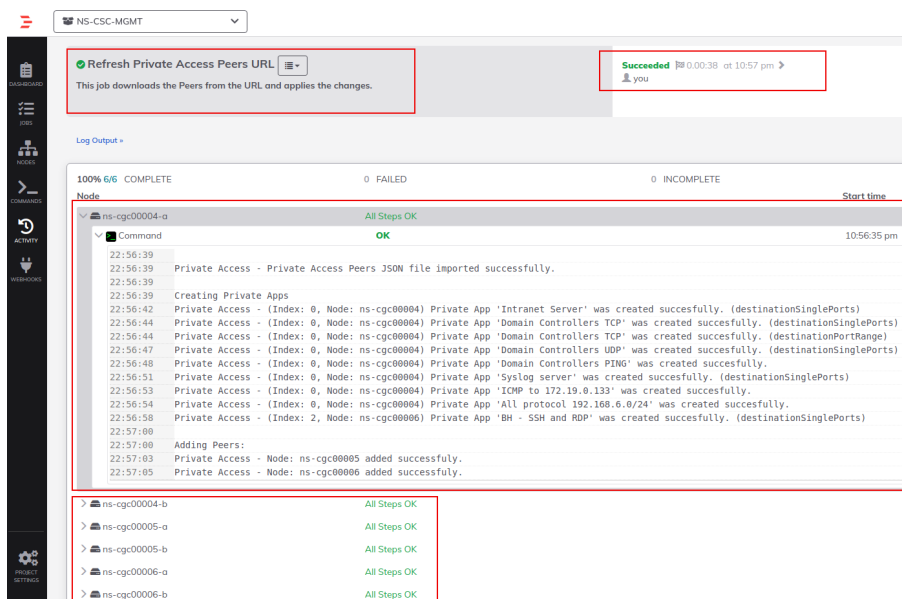 NS-CSC-MGMT
Refresh Private Access Peers URL
This job downloads the Peers from the URL and applies the changes.
Succeeded 0.00:38 at 10:57 pm
you
DASHBOARD
JOBS
NODES
COMMANDS
ACTIVITY
WEBHOOKS
PROJECT
SETTINGS
Log Output »
100% 6/6 COMPLETE 0 FAILED 0 INCOMPLETE
Node Start time
ns-cgc00004-a All Steps OK
Command OK 10:56:35 pm
22:56:39
22:56:39 Private Access - Private Access Peers JSON file imported successfully.
22:56:39
22:56:39 Creating Private Apps
22:56:42 Private Access - (Index: 0, Node: ns-cgc00004) Private App 'Intranet Server' was created succesfully. (destinationSinglePorts)
22:56:44 Private Access - (Index: 0, Node: ns-cgc00004) Private App 'Domain Controllers TCP' was created succesfully. (destinationSinglePorts)
22:56:44 Private Access - (Index: 0, Node: ns-cgc00004) Private App 'Domain Controllers TCP' was created succesfully. (destinationPortRange)
22:56:47 Private Access - (Index: 0, Node: ns-cgc00004) Private App 'Domain Controllers UDP' was created succesfully. (destinationSinglePorts)
22:56:48 Private Access - (Index: 0, Node: ns-cgc00004) Private App 'Domain Controllers PING' was created succesfully.
22:56:51 Private Access - (Index: 0, Node: ns-cgc00004) Private App 'Syslog server' was created succesfully. (destinationSinglePorts)
22:56:53 Private Access - (Index: 0, Node: ns-cgc00004) Private App 'ICMP to 172.19.0.133' was created succesfully.
22:56:54 Private Access - (Index: 0, Node: ns-cgc00004) Private App 'All protocol 192.168.6.0/24' was created succesfully.
22:56:58 Private Access - (Index: 2, Node: ns-cgc00006) Private App 'BH - SSH and RDP' was created succesfully. (destinationSinglePorts)
22:57:00
22:57:00 Adding Peers:
22:57:03 Private Access - Node: ns-cgc00005 added successfuly.
22:57:05 Private Access - Node: ns-cgc00006 added successfuly.
ns-cgc00004-b All Steps OK
ns-cgc00005-a All Steps OK
ns-cgc00005-b All Steps OK
ns-cgc00006-a All Steps OK
ns-cgc00006-b All Steps OK